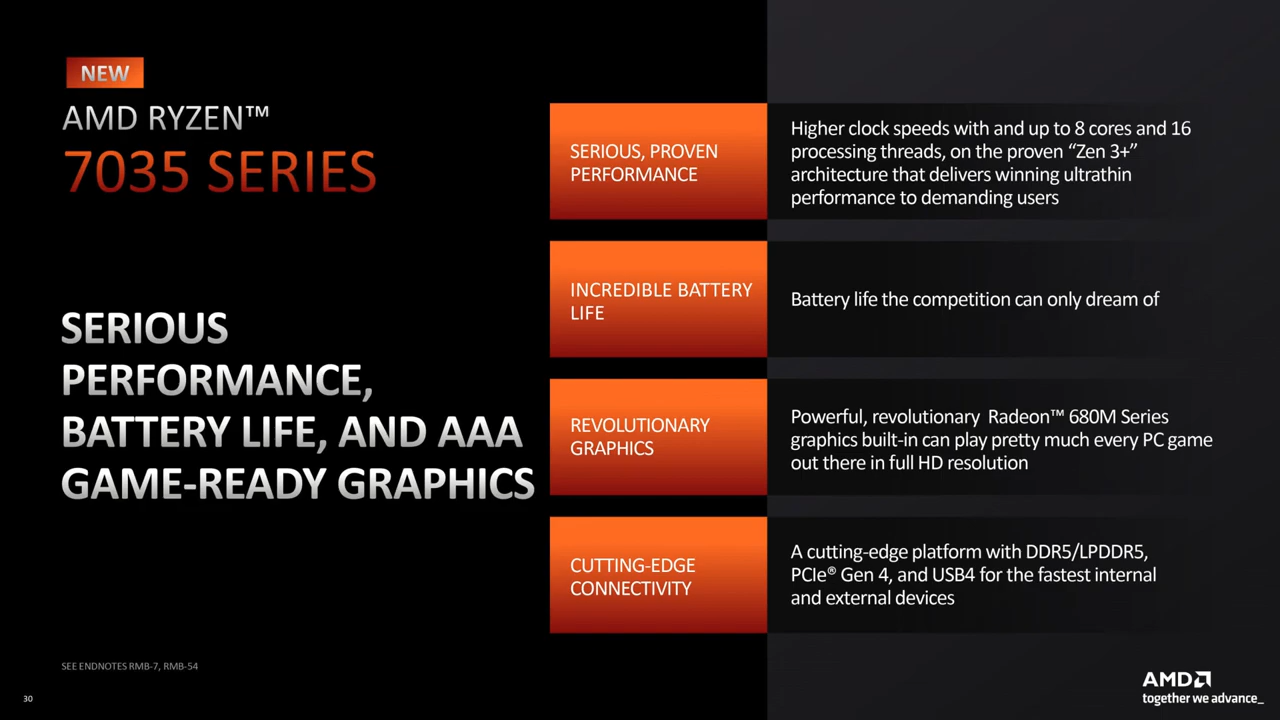 NEW
AMD RYZEN™
7035 SERIES
SERIOUS
PERFORMANCE,
BATTERY LIFE, AND AAA
GAME-READY GRAPHICS
SERIOUS, PROVEN
PERFORMANCE
Higher clock speeds with and up to 8 cores and 16
processing threads, on the proven “Zen 3+”
architecture that delivers winning ultrathin
performance to demanding users
INCREDIBLE BATTERY
LIFE
Battery life the competition can only dream of
REVOLUTIONARY
GRAPHICS
Powerful, revolutionary Radeon™ 680M Series
graphics built-in can play pretty much every PC game
out there in full HD resolution
CUTTING-EDGE
CONNECTIVITY
A cutting-edge platform with DDR5/LPDDR5,
PCIe® Gen 4, and USB4 for the fastest internal
and external devices
SEE ENDNOTES RMB-7, RMB-54
30
AMD
together we advance_